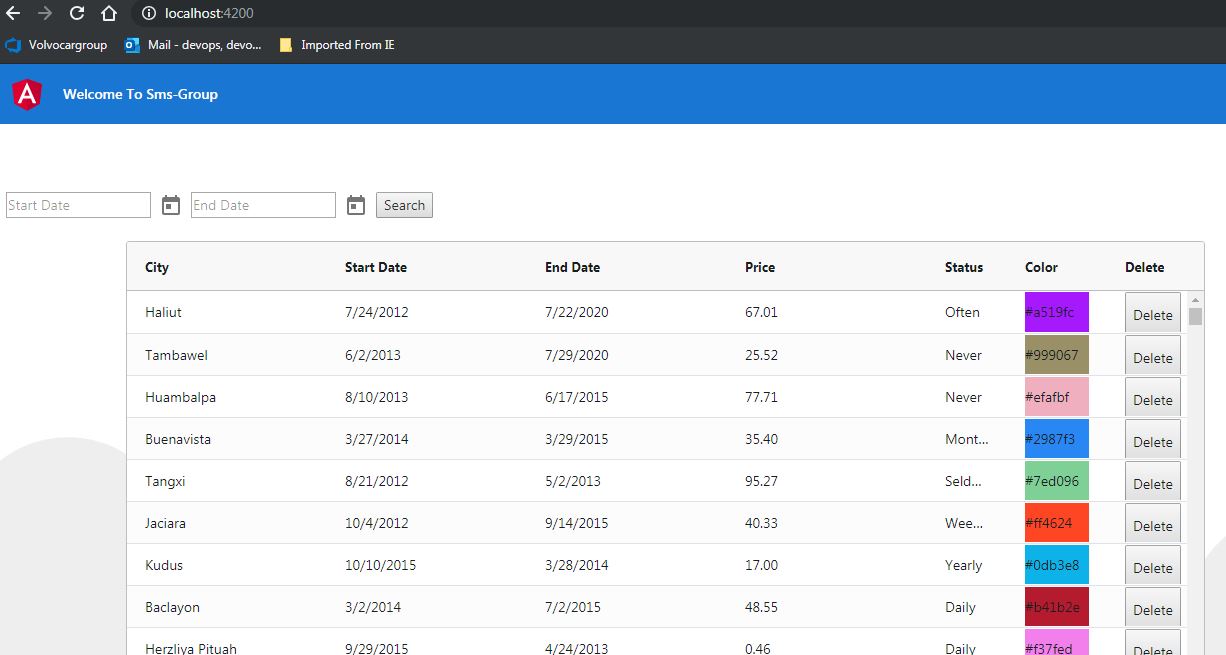 localhost:4200
Volvocargroup Mail - devops, devo... Imported From IE
A Welcome To Sms-Group
Start Date End Date Search
City Start Date End Date Price Status Color Delete
Haliut 7/24/2012 7/22/2020 67.01 Often #a519fc Delete
Tambawel 6/2/2013 7/29/2020 25.52 Never #999067 Delete
Huambalpa 8/10/2013 6/17/2015 77.71 Never #efafbf Delete
Buenavista 3/27/2014 3/29/2015 35.40 Mont... #2987f3 Delete
Tangxi 8/21/2012 5/2/2013 95.27 Seld... #7ed096 Delete
Jaciara 10/4/2012 9/14/2015 40.33 Wee... #ff4624 Delete
Kudus 10/10/2015 3/28/2014 17.00 Yearly #0db3e8 Delete
Baclayon 3/2/2014 7/2/2015 48.55 Daily #b41b2e Delete
Herzliya Pituah 9/29/2015 4/24/2013 0.46 Daily #f37fed Delete